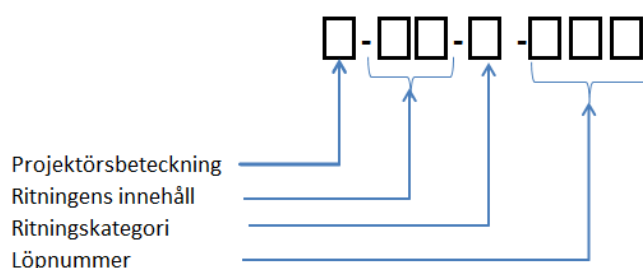 Projektörsbeteckning
Ritningens innehåll
Ritningskategori
Löpnummer